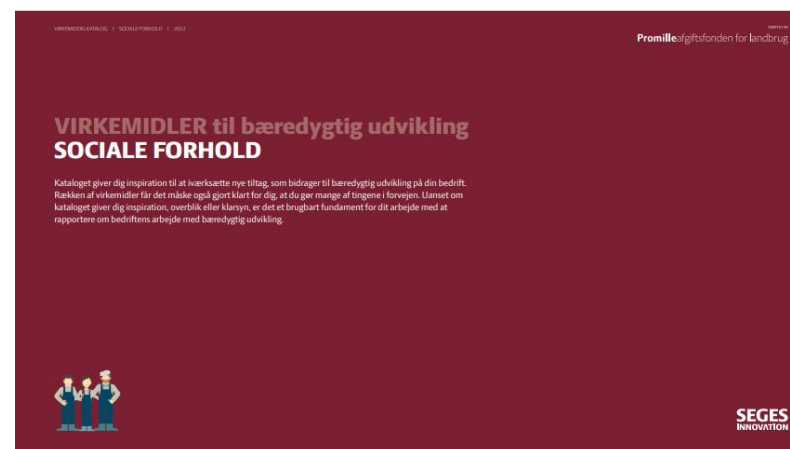 VIRKEMIDDELKATALOG I SOCIALE FORHOLD I 2022
STØTTET AF
Promilleafgiftsfonden for landbrug
VIRKEMIDLER til bæredygtig udvikling
SOCIALE FORHOLD
Kataloget giver dig inspiration til at iværksætte nye tiltag, som bidrager til bæredygtig udvikling på din bedrift.
Rækken af virkemidler får det måske også gjort klart for dig, at du gør mange af tingene i forvejen. Uanset om
kataloget giver dig inspiration, overblik eller klarsyn, er det et brugbart fundament for dit arbejde med at
rapportere om bedriftens arbejde med bæredygtig udvikling.
SEGES
INNOVATION